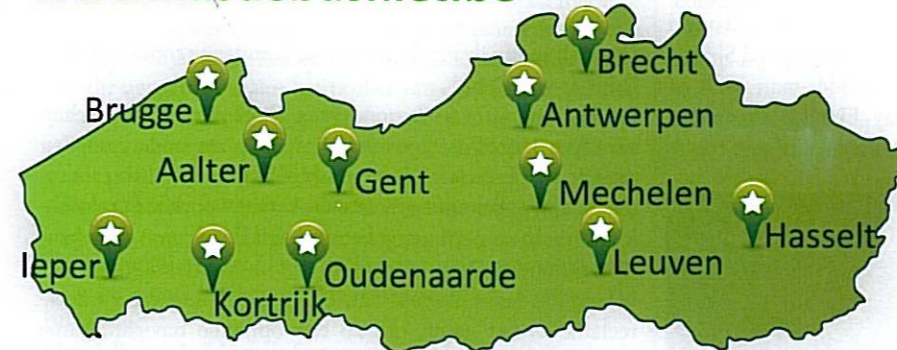 Brecht
Brugge
Antwerpen
Aalter
Gent
Mechelen
Hasselt
Ieper
Oudenaarde
Leuven
Kortrijk